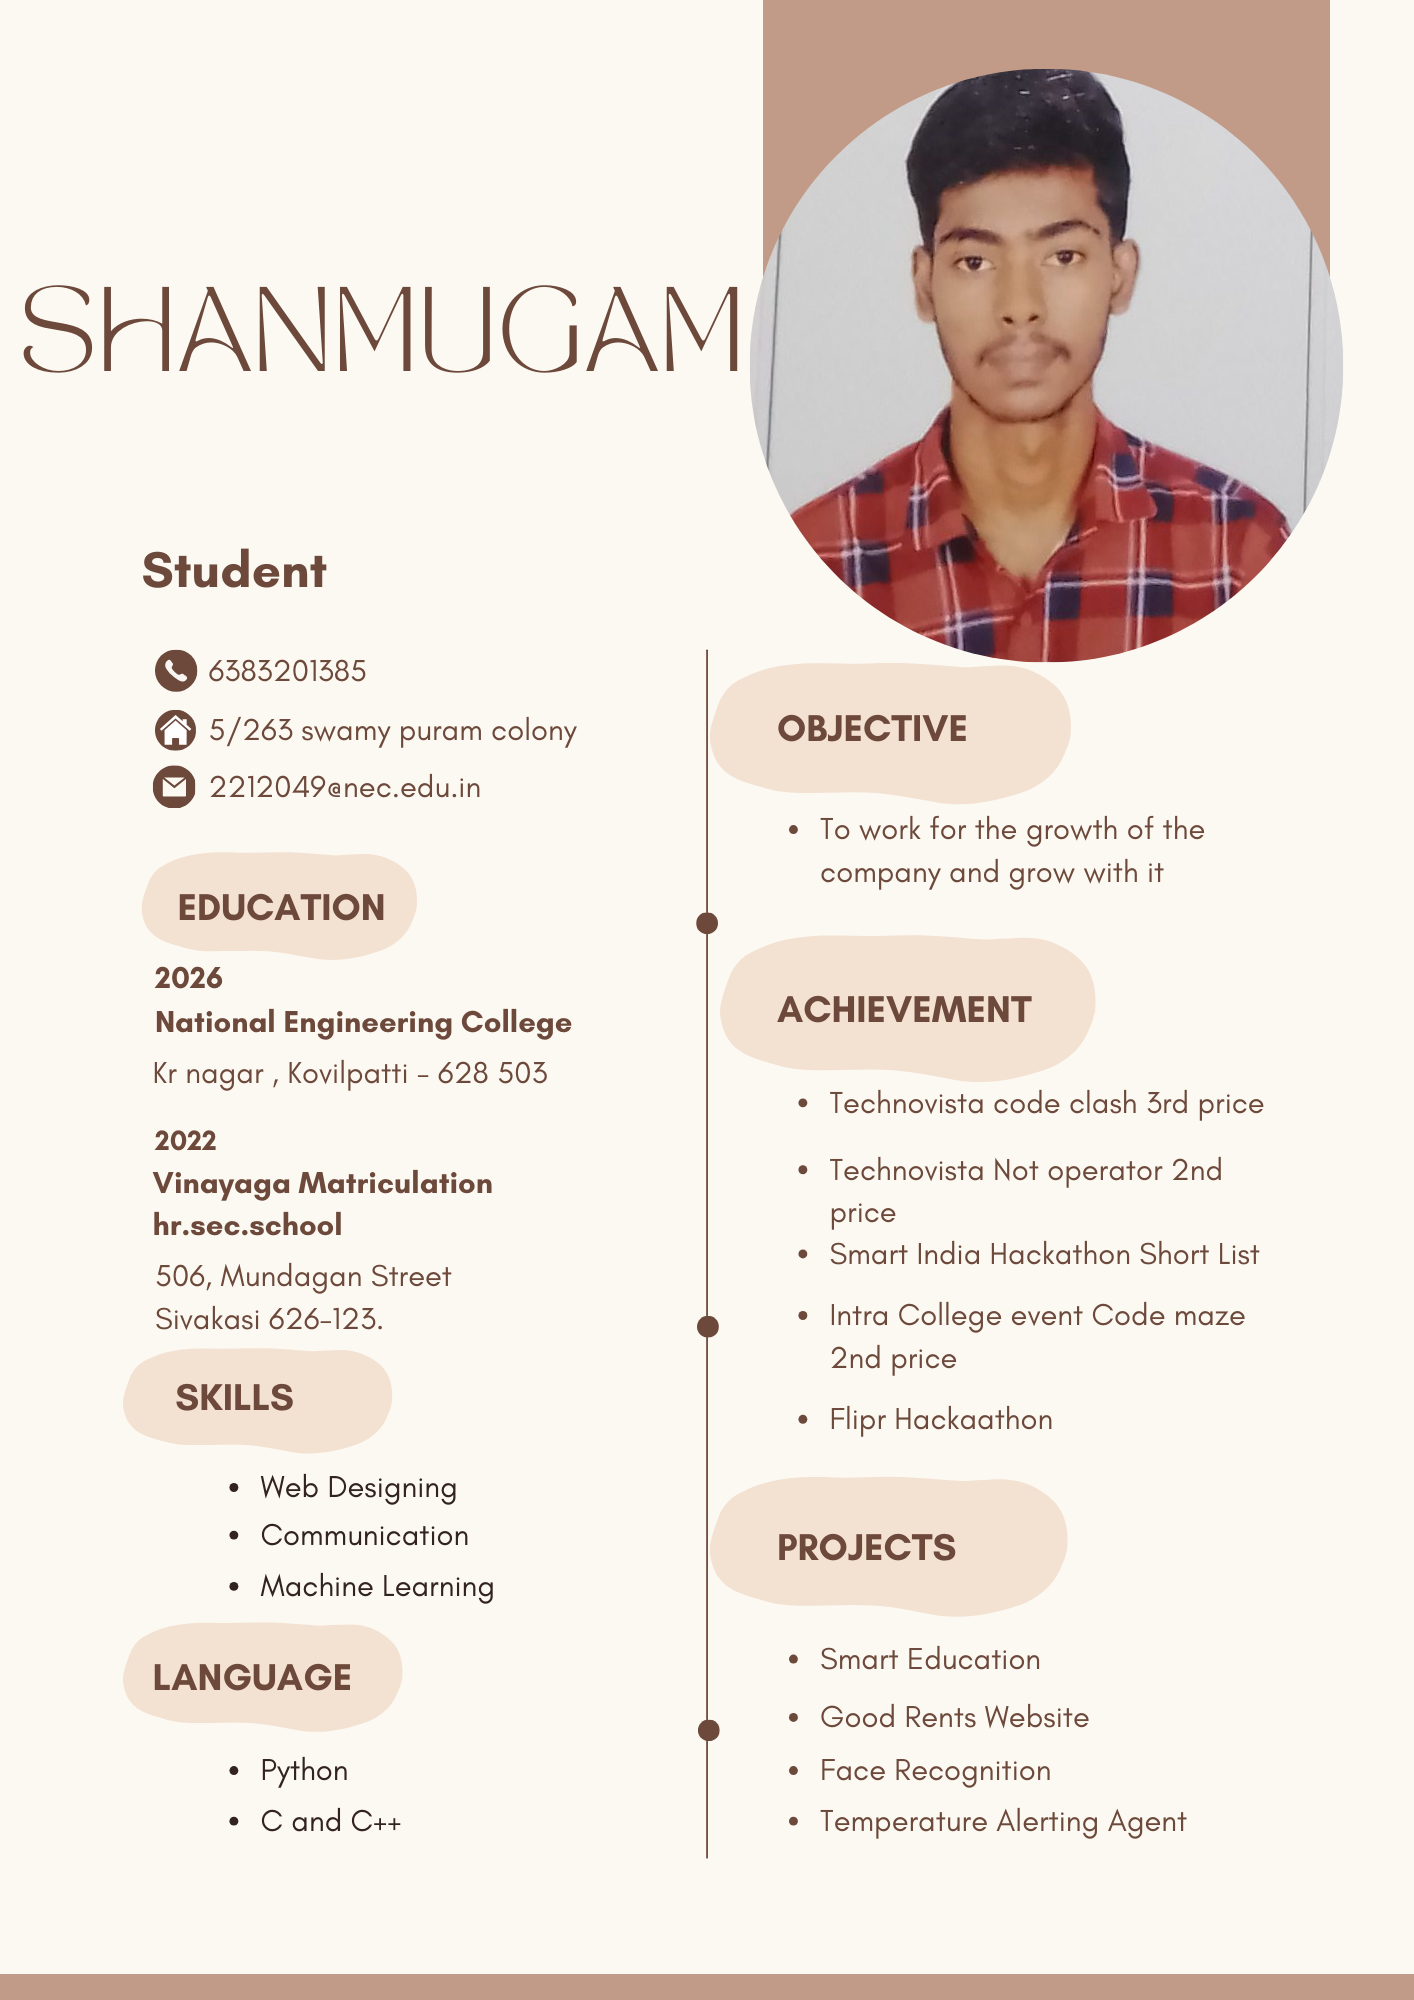 SHANMUGAM
Student
6383201385
5/263 swamy puram colony
2212049@nec.edu.in
EDUCATION
2026
National Engineering College
Kr nagar , Kovilpatti - 628 503
2022
Vinayaga Matriculation
hr.sec.school
506, Mundagan Street
Sivakasi 626-123.
SKILLS
• Web Designing
• Communication
• Machine Learning
LANGUAGE
• Python
• C and C++
OBJECTIVE
• To work for the growth of the
company and grow with it
ACHIEVEMENT
• Technovista code clash 3rd price
• Technovista Not operator 2nd
price
• Smart India Hackathon Short List
• Intra College event Code maze
2nd price
• Flipr Hackaathon
PROJECTS
• Smart Education
• Good Rents Website
• Face Recognition
• Temperature Alerting Agent